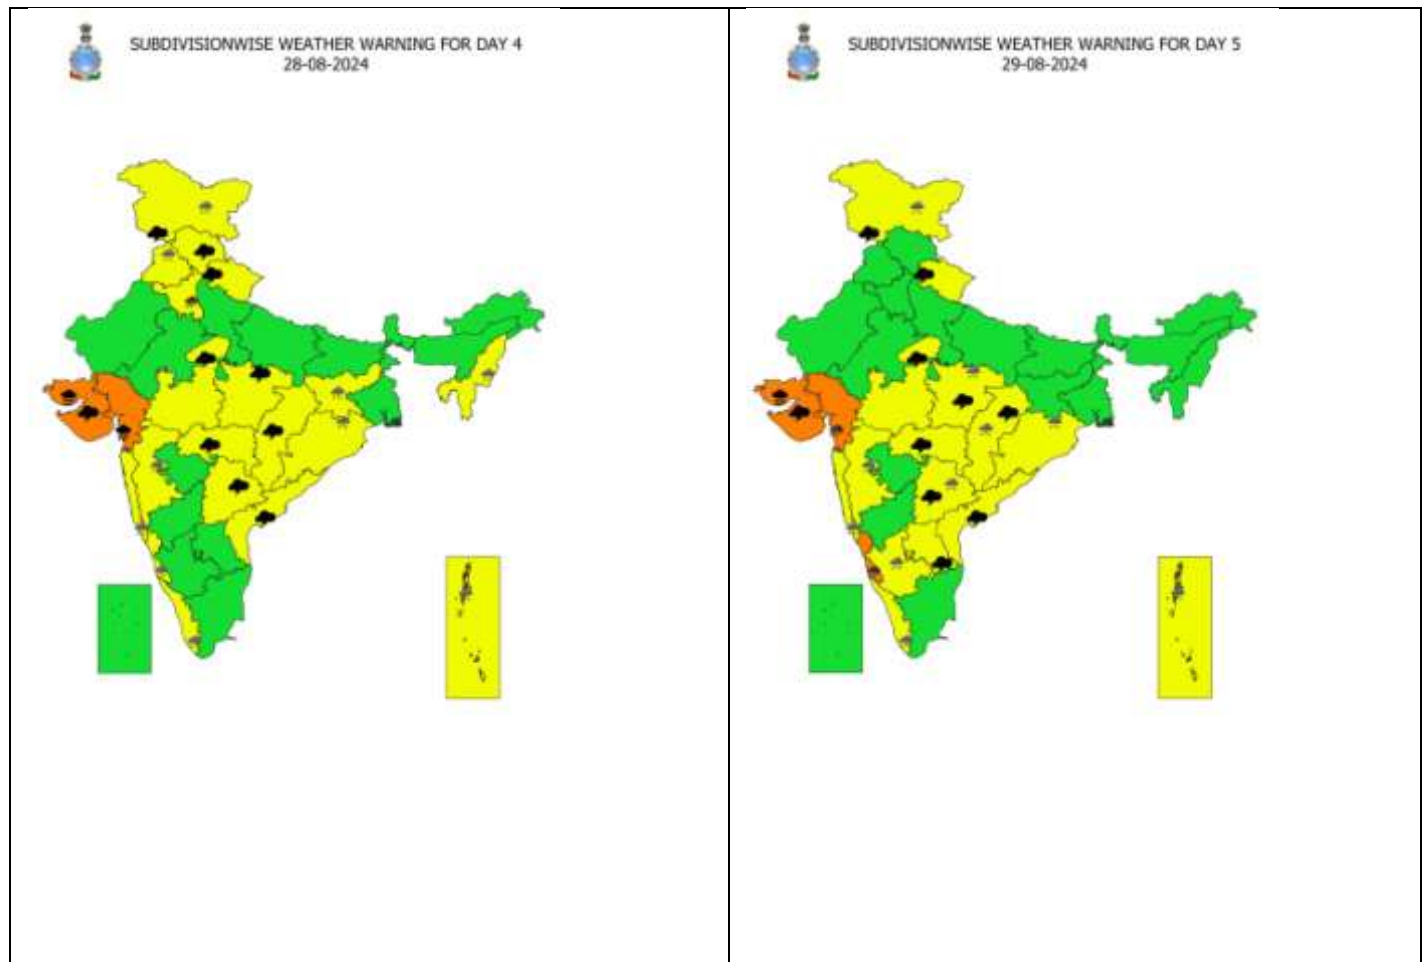 SUBDIVISIONWISE WEATHER WARNING FOR DAY 4
28-08-2024
SUBDIVISIONWISE WEATHER WARNING FOR DAY 5
29-08-2024